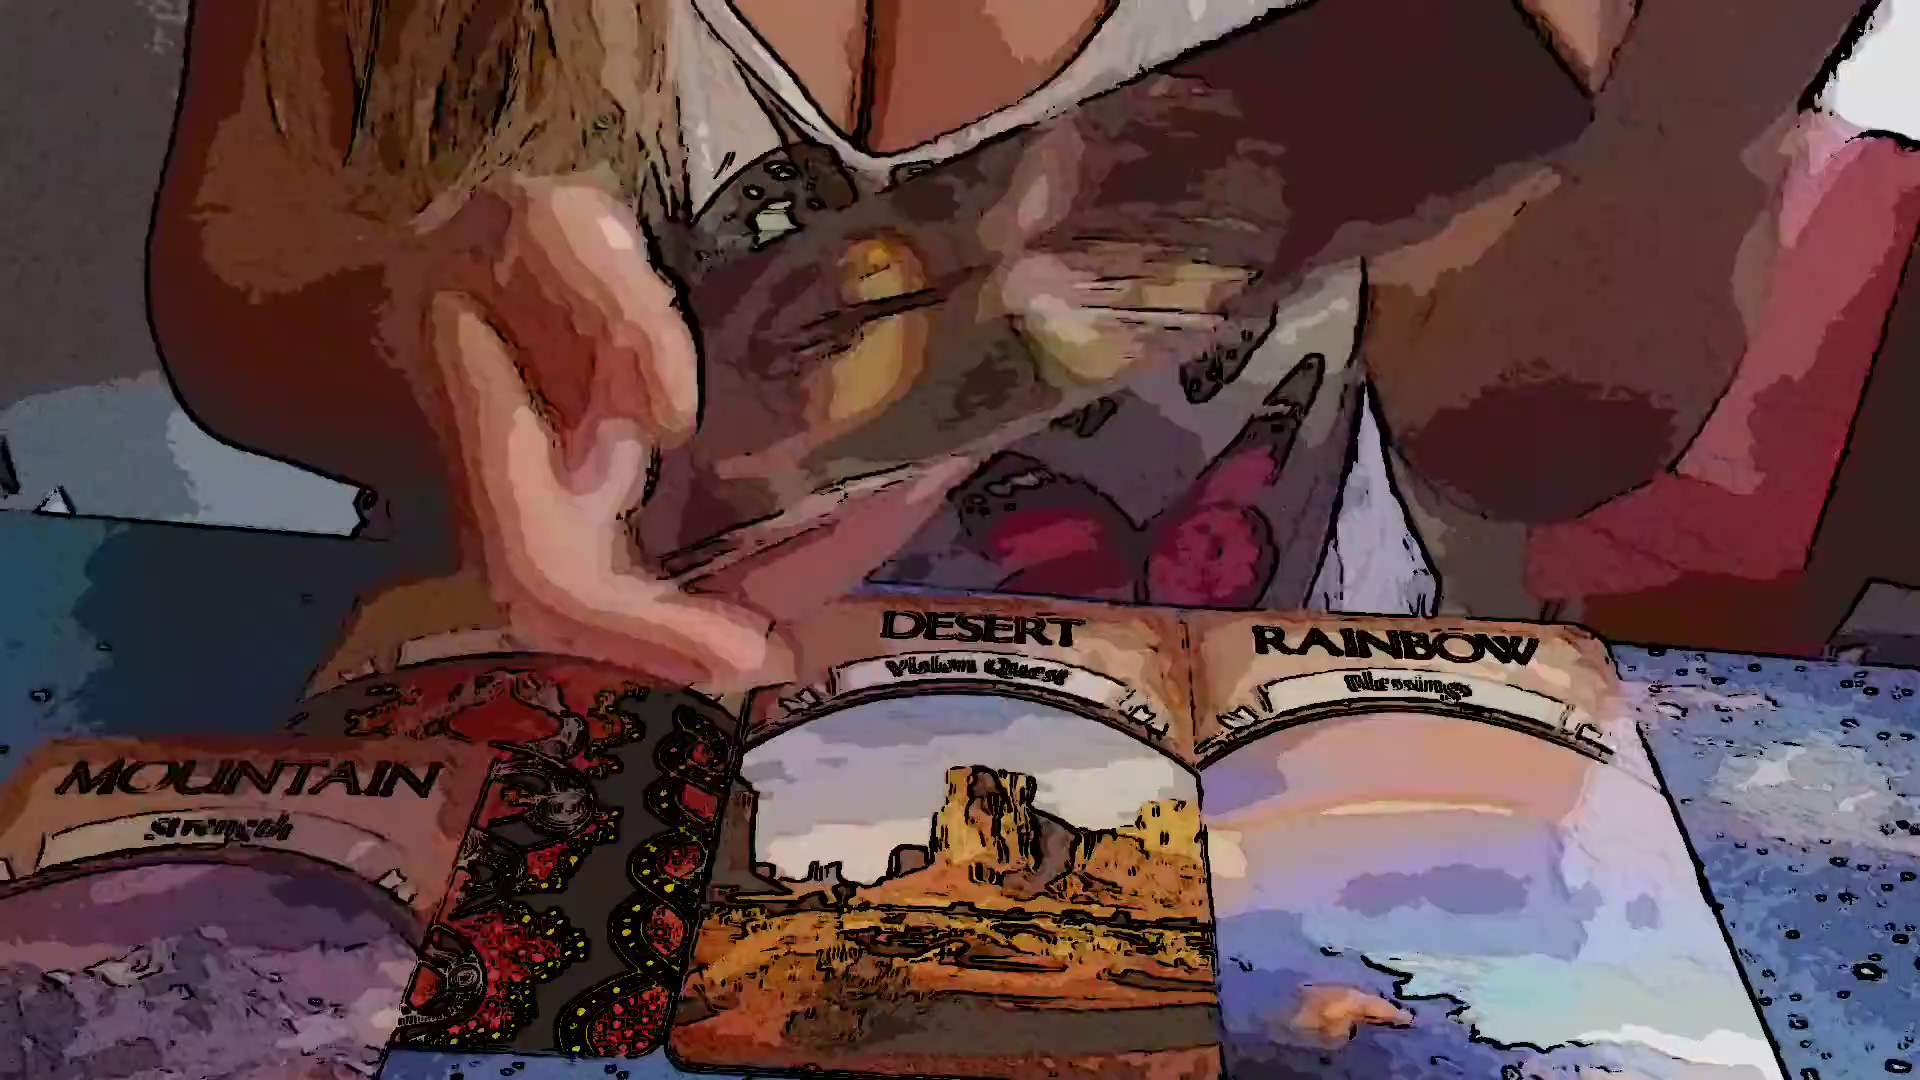 DESERT
Vision Quest
RAINBOW
Blessings
MOUNTAIN
Strength